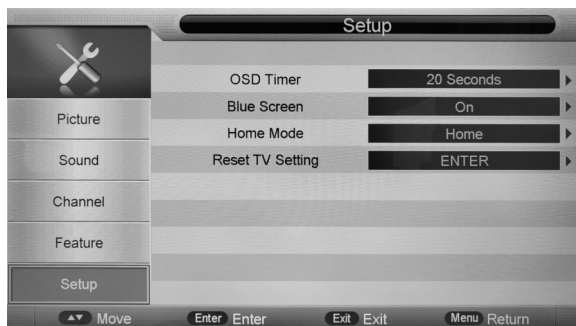 Setup
OSD Timer 20 Seconds
Blue Screen On
Home Mode Home
Reset TV Setting ENTER
Picture
Sound
Channel
Feature
Setup
Move Enter Enter Exit Exit Menu Return